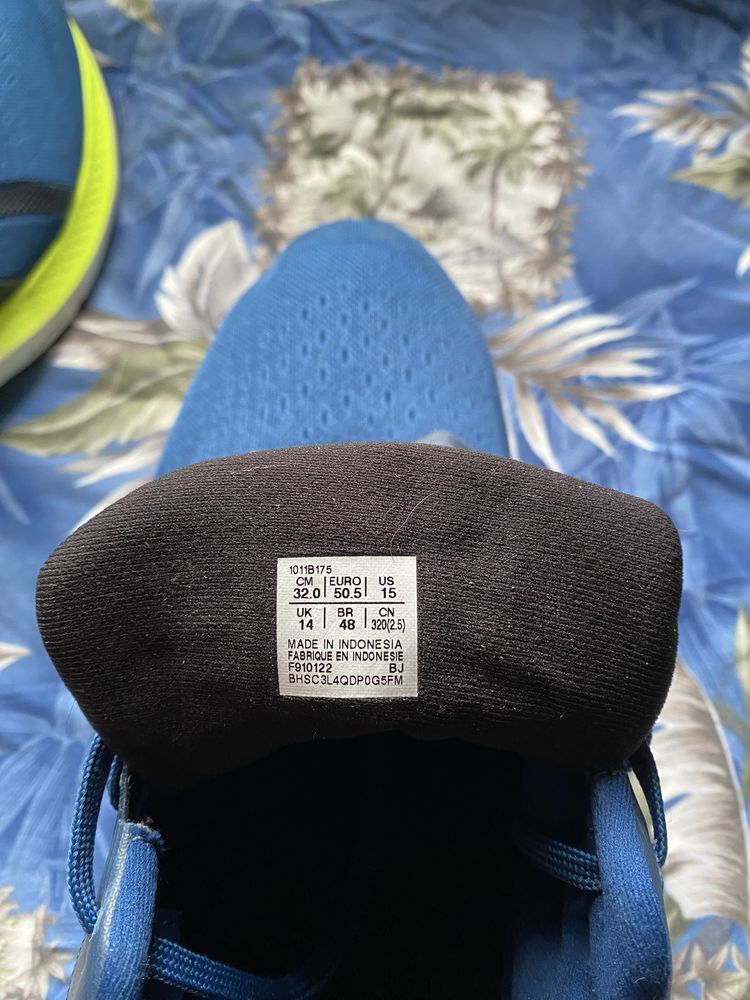 1011B175
CM EURO US
32.0 50.5 15
UK BR CN
14 48 320(2.5)
MADE IN INDONESIA
FABRIQUE EN INDONESIE
F910122 BJ
BHSC3L4QDP0G5FM